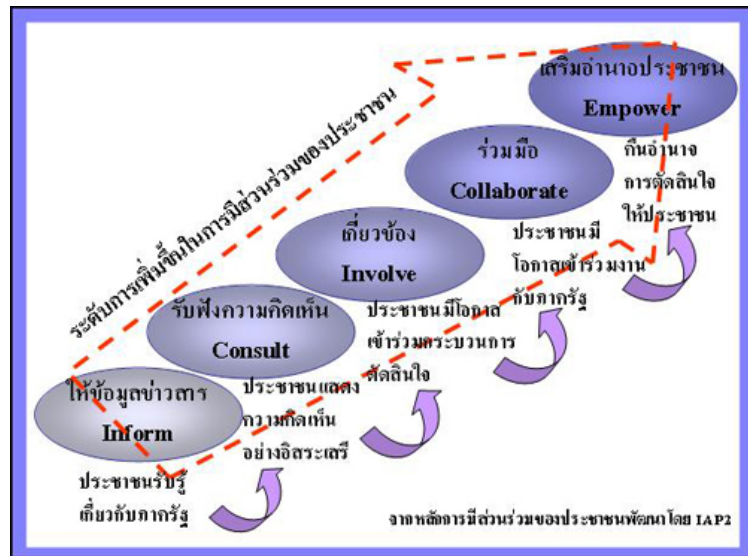 เสริมอำนาอประชาชน
Empower
ร่วมมือ
Collaborate
คืนอำนาจ
การตัดสินใจ
ให้ประชาชน
ระดับการเพิ่มขึ้นในการมีส่วนร่วมของประชาชน
เกี่ยวข้อง
Involve
ประชาชนมี
โอกาสเข้าร่วมงาน
กับภาครัฐ
รับฟังความคิดเห็น
Consult
ประชาชนมีโอกาส
เข้าร่วมกระบวนการ
ตัดสินใจ
ให้ข้อมูลข่าวสาร
Inform
ประชาชนแสดง
ความคิดเห็น
อย่างอิสระเสรี
ประชาชนรับรู้
เกี่ยวกับภาครัฐ
จากหลักการมีส่วนร่วมของประชาชนพัฒนาโดย IAP2